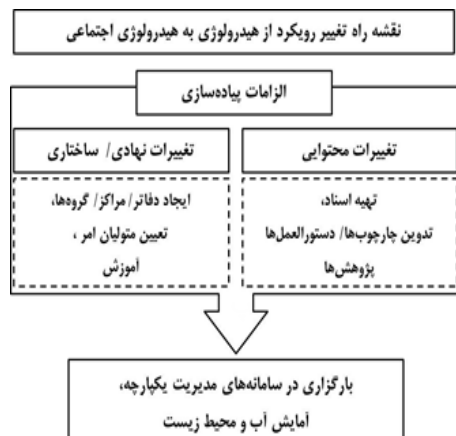 نقشه راه تغییر رویکرد از هیدرولوژی به هیدرولوژی اجتماعی
الزامات پیاده‌سازی
تغییرات محتوایی
تهیه اسناد،
تدوین چارچوب‌ها/ دستورالعمل‌ها
پژوهش‌ها
تغییرات نهادی/ ساختاری
ایجاد دفاتر/ مراکز/ گروه‌ها،
تعیین متولیان امر ،
آموزش
بارگزاری در سامانه‌های مدیریت یکپارچه،
آمایش آب و محیط زیست